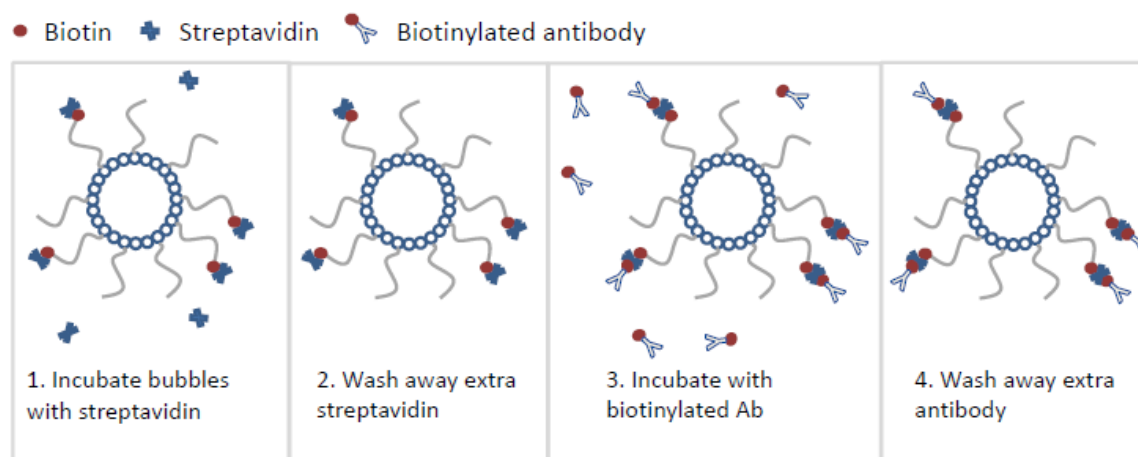 Biotin Streptavidin Biotinylated antibody
1. Incubate bubbles
with streptavidin
2. Wash away extra
streptavidin
3. Incubate with
biotinylated Ab
4. Wash away extra
antibody